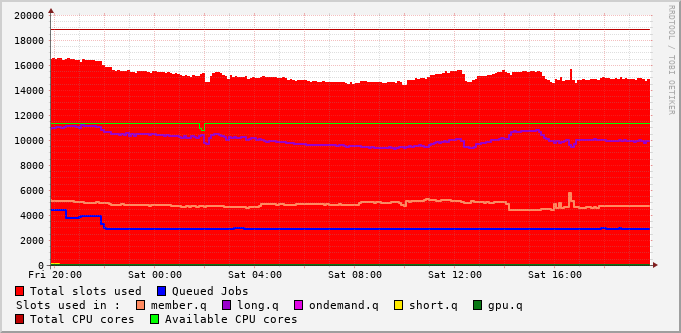 20000
18000
16000
14000
12000
10000
8000
6000
4000
2000
0
Fri 20:00 Sat 00:00 Sat 04:00 Sat 08:00 Sat 12:00 Sat 16:00
Total slots used Queued Jobs
Slots used in : member.q long.q ondemand.q short.q gpu.q
Total CPU cores Available CPU cores
RRDTOOL / TOBI OETIKER